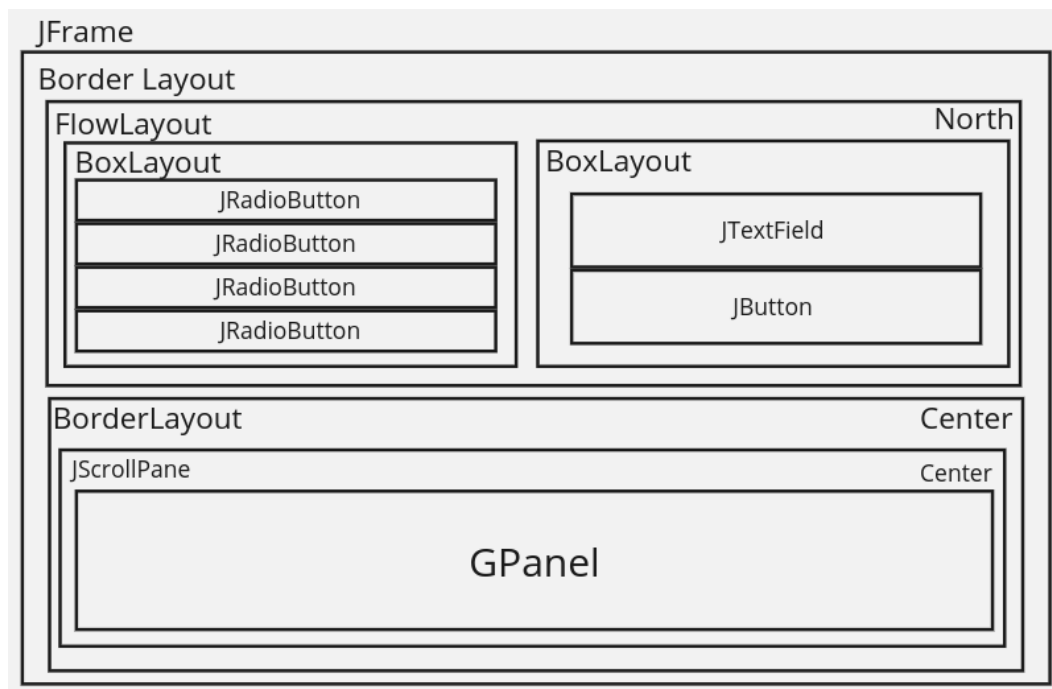 JFrame
Border Layout
FlowLayout
North
BoxLayout
JRadioButton
JRadioButton
JRadioButton
JRadioButton
BoxLayout
JTextField
JButton
BorderLayout
Center
JScrollPane
Center
GPanel